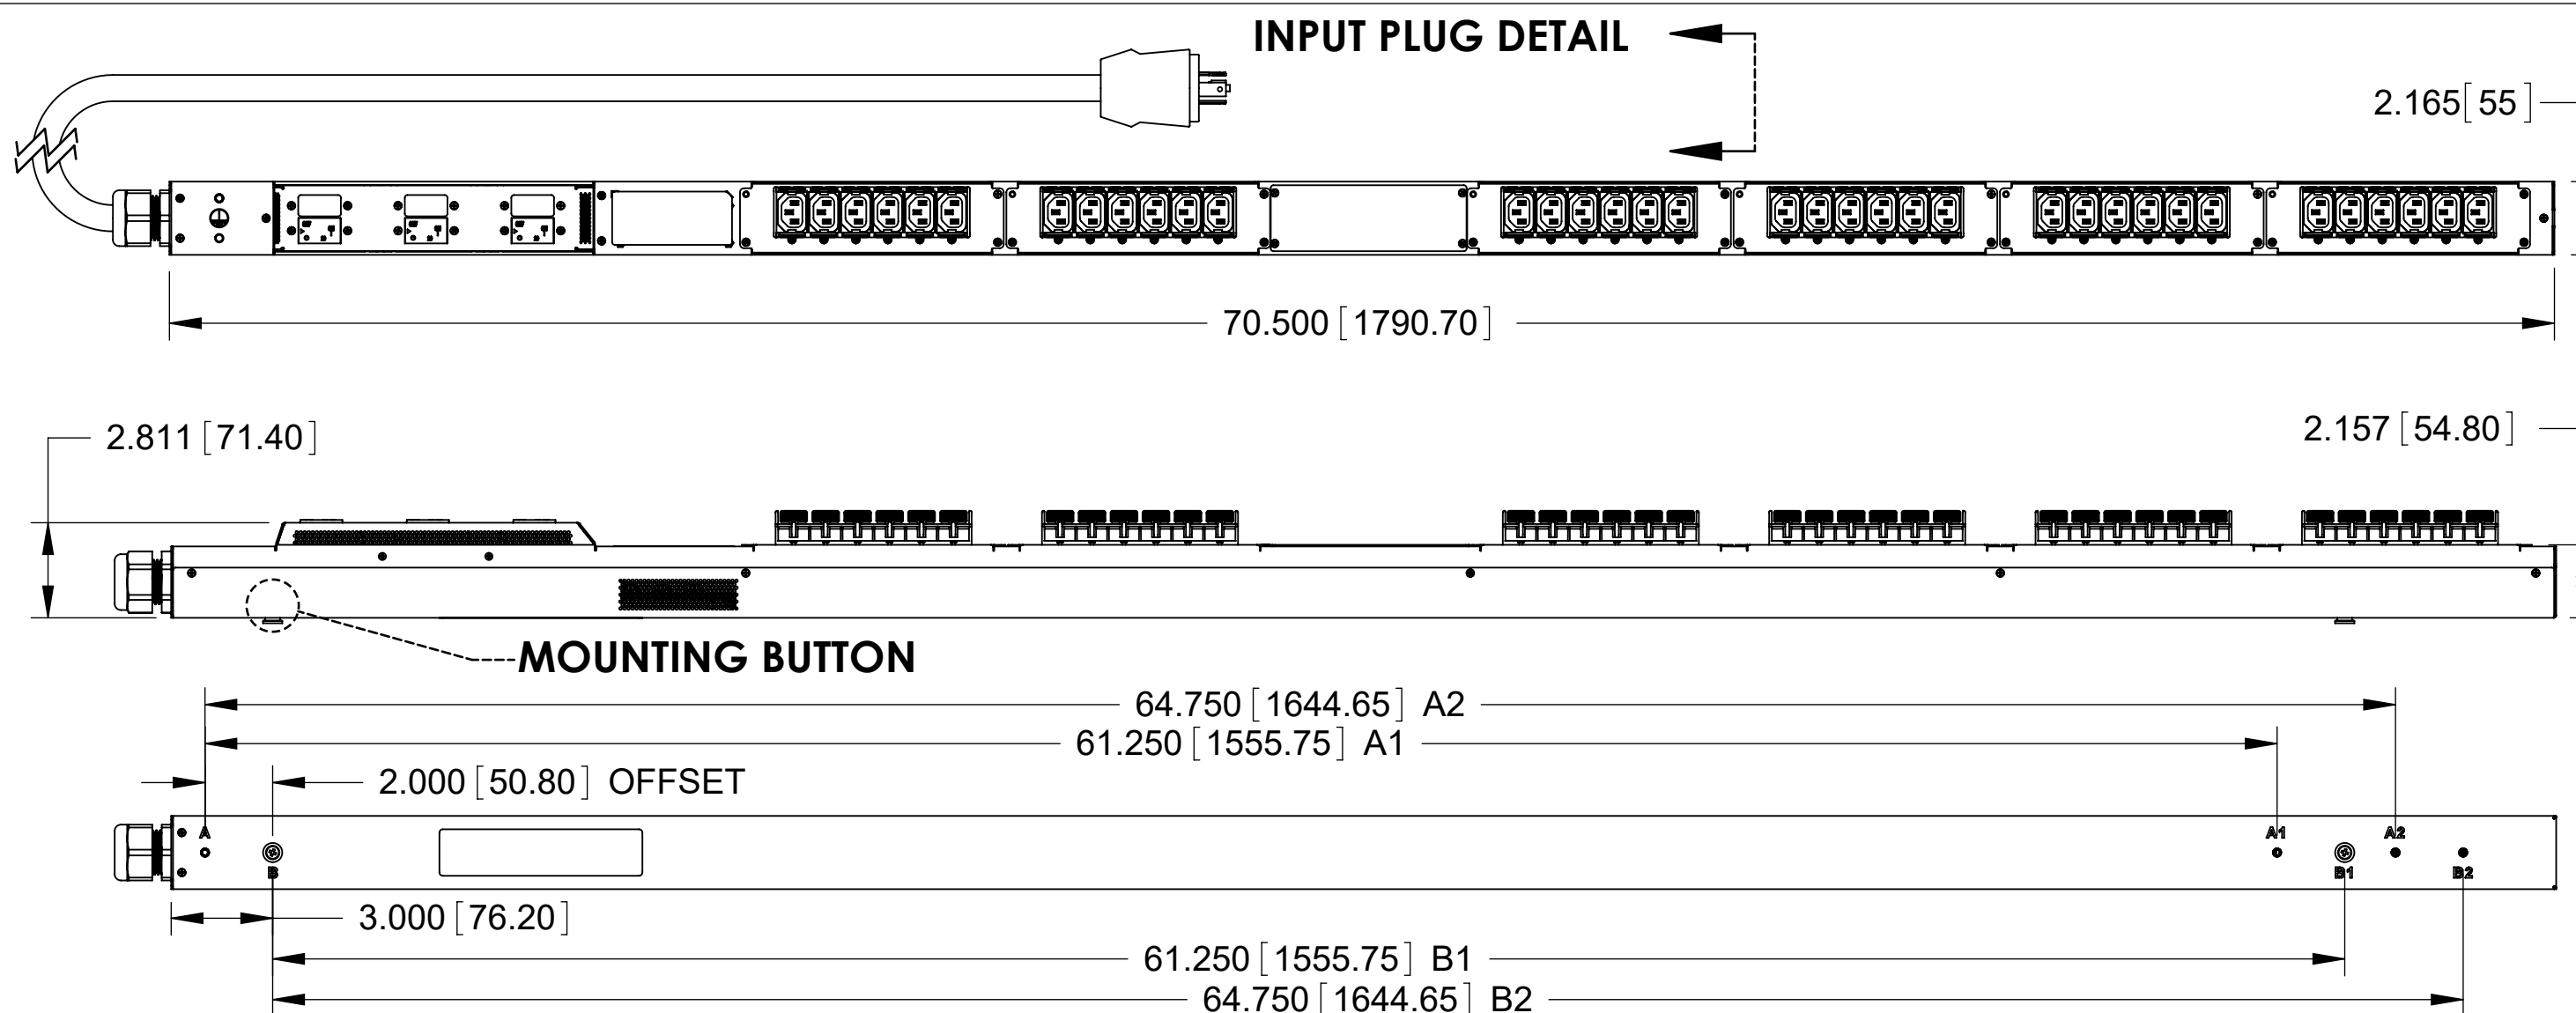 INPUT PLUG DETAIL
2.165[55]
70.500[1790.70]
2.811[71.40]
2.157[54.80]
MOUNTING BUTTON
64.750[1644.65] A2
61.250[1555.75] A1
2.000[50.80] OFFSET
A
A1
A2
B
B1
B2
3.000[76.20]
61.250[1555.75] B1
64.750[1644.65] B2